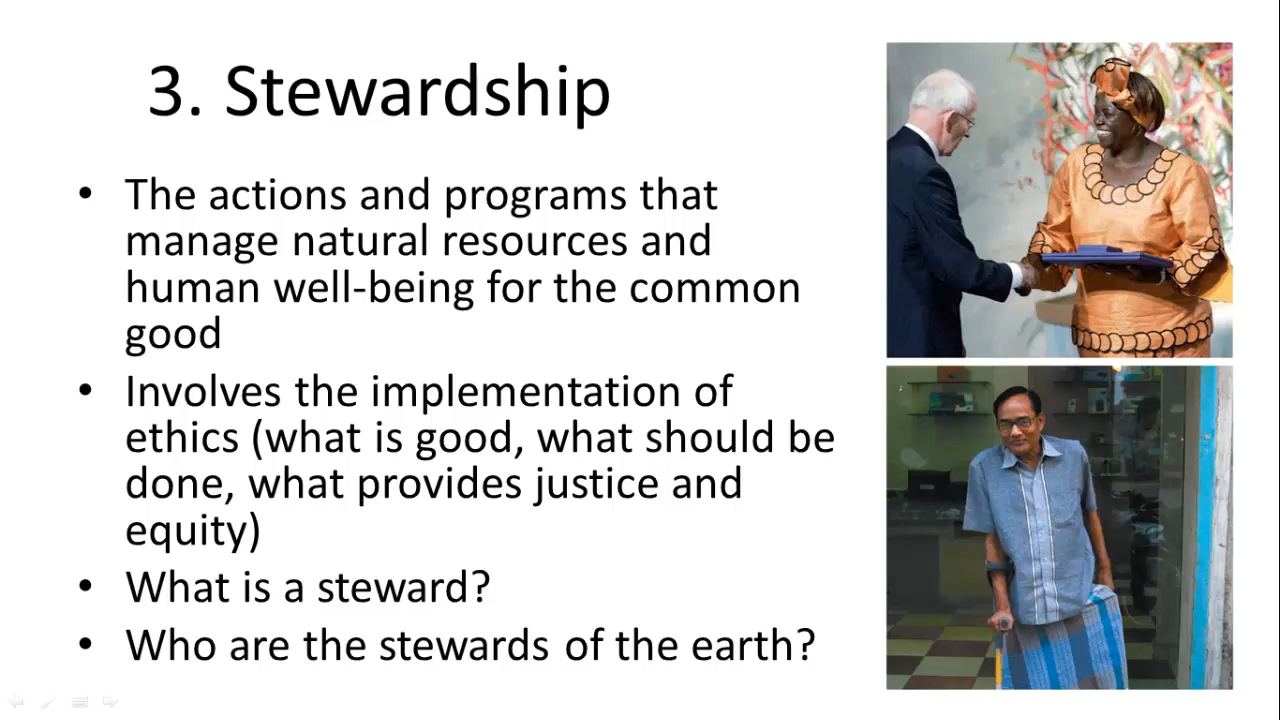 3. Stewardship
• The actions and programs that
manage natural resources and
human well-being for the common
good
• Involves the implementation of
ethics (what is good, what should be
done, what provides justice and
equity)
• What is a steward?
• Who are the stewards of the earth?